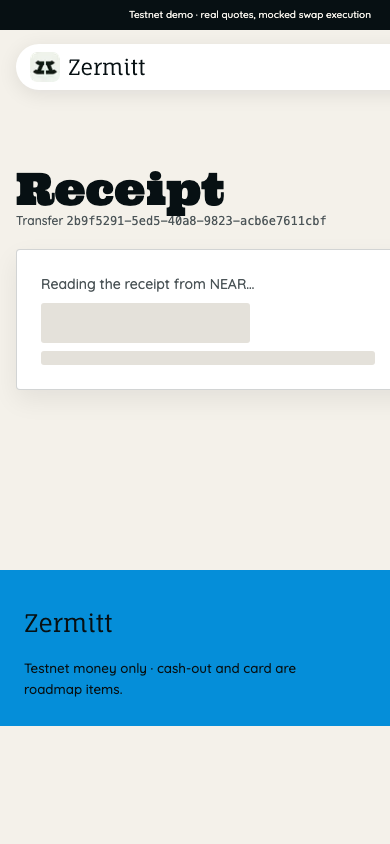 Testnet demo · real quotes, mocked swap execution
Zermitt
Receipt
Transfer 2b9f5291-5ed5-40a8-9823-acb6e7611cbf
Reading the receipt from NEAR…
Zermitt
Testnet money only · cash-out and card are
roadmap items.